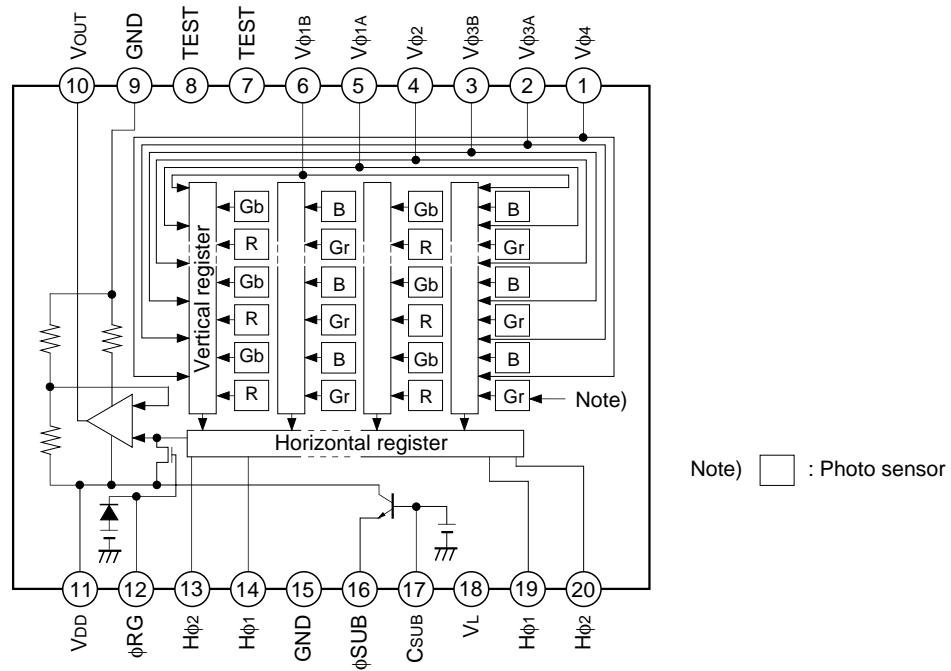 VOUT GND TEST TEST Vϕ1B Vϕ1A Vϕ2 Vϕ3B Vϕ3A Vϕ4
10 9 8 7 6 5 4 3 2 1
Vertical register
Gb B Gb B
R Gr R Gr
Gb B Gb B
R Gr R Gr
Gb B Gb B
R Gr R Gr
Note)
Horizontal register
Note) : Photo sensor
11 12 13 14 15 16 17 18 19 20
VDD ϕRG Hϕ2 Hϕ1 GND ϕSUB CSUB VL Hϕ1 Hϕ2